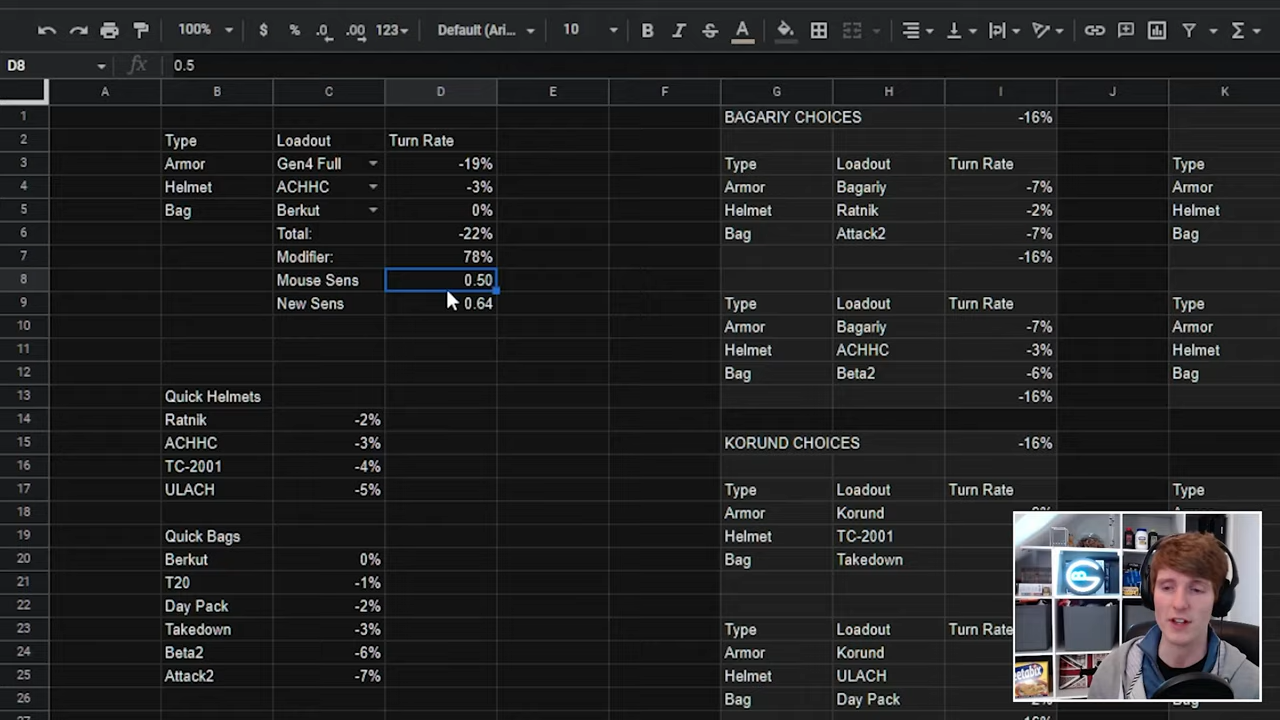 100% $ % .0 .00 123 Default (Ari... 10 B I S A Σ
D8 fx 0.5
A B C D E F G H I J K
1 BAGARIY CHOICES -16%
2 Type Loadout Turn Rate
3 Armor Gen4 Full -19% Type Loadout Turn Rate Type
4 Helmet ACHHC -3% Armor Bagariy -7% Armor
5 Bag Berkut 0% Helmet Ratnik -2% Helmet
6 Total: -22% Bag Attack2 -7% Bag
7 Modifier: 78% -16%
8 Mouse Sens 0.50
9 New Sens 0.64 Type Loadout Turn Rate Type
10 Armor Bagariy -7% Armor
11 Helmet ACHHC -3% Helmet
12 Bag Beta2 -6% Bag
13 Quick Helmets -16%
14 Ratnik -2%
15 ACHHC -3% KORUND CHOICES -16%
16 TC-2001 -4%
17 ULACH -5% Type Loadout Turn Rate Type
18 Armor Korund
19 Quick Bags Helmet TC-2001
20 Berkut 0% Bag Takedown
21 T20 -1%
22 Day Pack -2%
23 Takedown -3% Type Loadout Turn Rate
24 Beta2 -6% Armor Korund
25 Attack2 -7% Helmet ULACH
26 Bag Day Pack